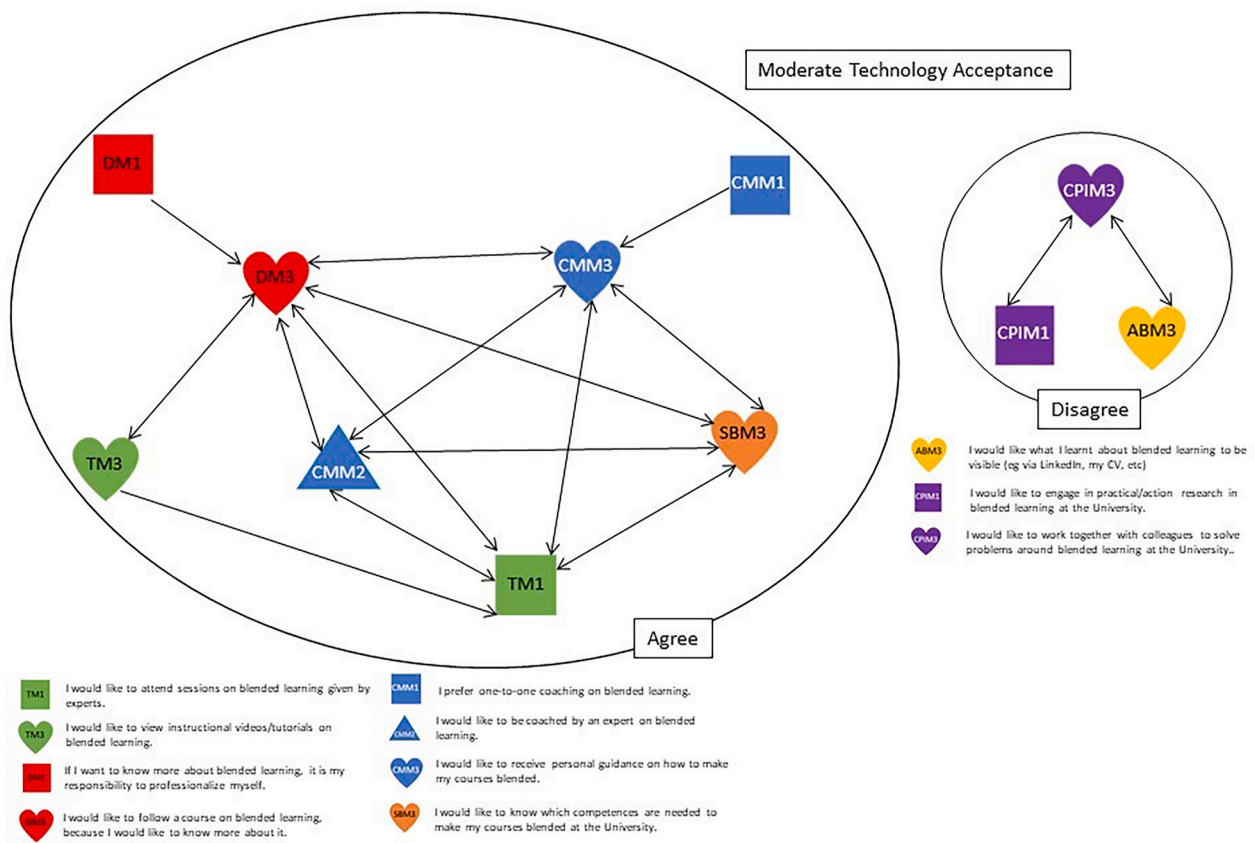 Moderate Technology Acceptance
DM1
CMM1
CPIM3
DM3
CMM3
CPIM1
ABM3
Disagree
TM3
CMM2
SBM3
TM1
Agree
ABM3
I would like what I learnt about blended learning to be
visible (eg via LinkedIn, my CV, etc)
CPIM1
I would like to engage in practical/action research in
blended learning at the University.
CPIM3
I would like to work together with colleagues to solve
problems around blended learning at the University..
TM1
I would like to attend sessions on blended learning given by
experts.
TM3
I would like to view instructional videos/tutorials on
blended learning.
DM1
If I want to know more about blended learning, it is my
responsibility to professionalize myself.
DM3
I would like to follow a course on blended learning,
because I would like to know more about it.
CMM1
I prefer one-to-one coaching on blended learning.
CMM2
I would like to be coached by an expert on blended
learning.
CMM3
I would like to receive personal guidance on how to make
my courses blended.
SBM3
I would like to know which competences are needed to
make my courses blended at the University.